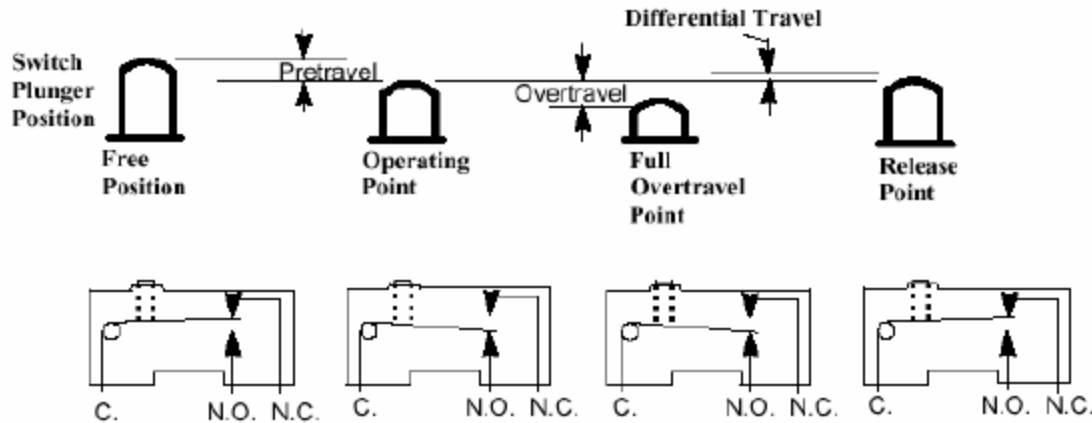 Differential Travel
Switch
Plunger
Position
Pretravel
Overtravel
Free
Position
Operating
Point
Full
Overtravel
Point
Release
Point
C. N.O. N.C.
C. N.O. N.C.
C. N.O. N.C.
C. N.O. N.C.